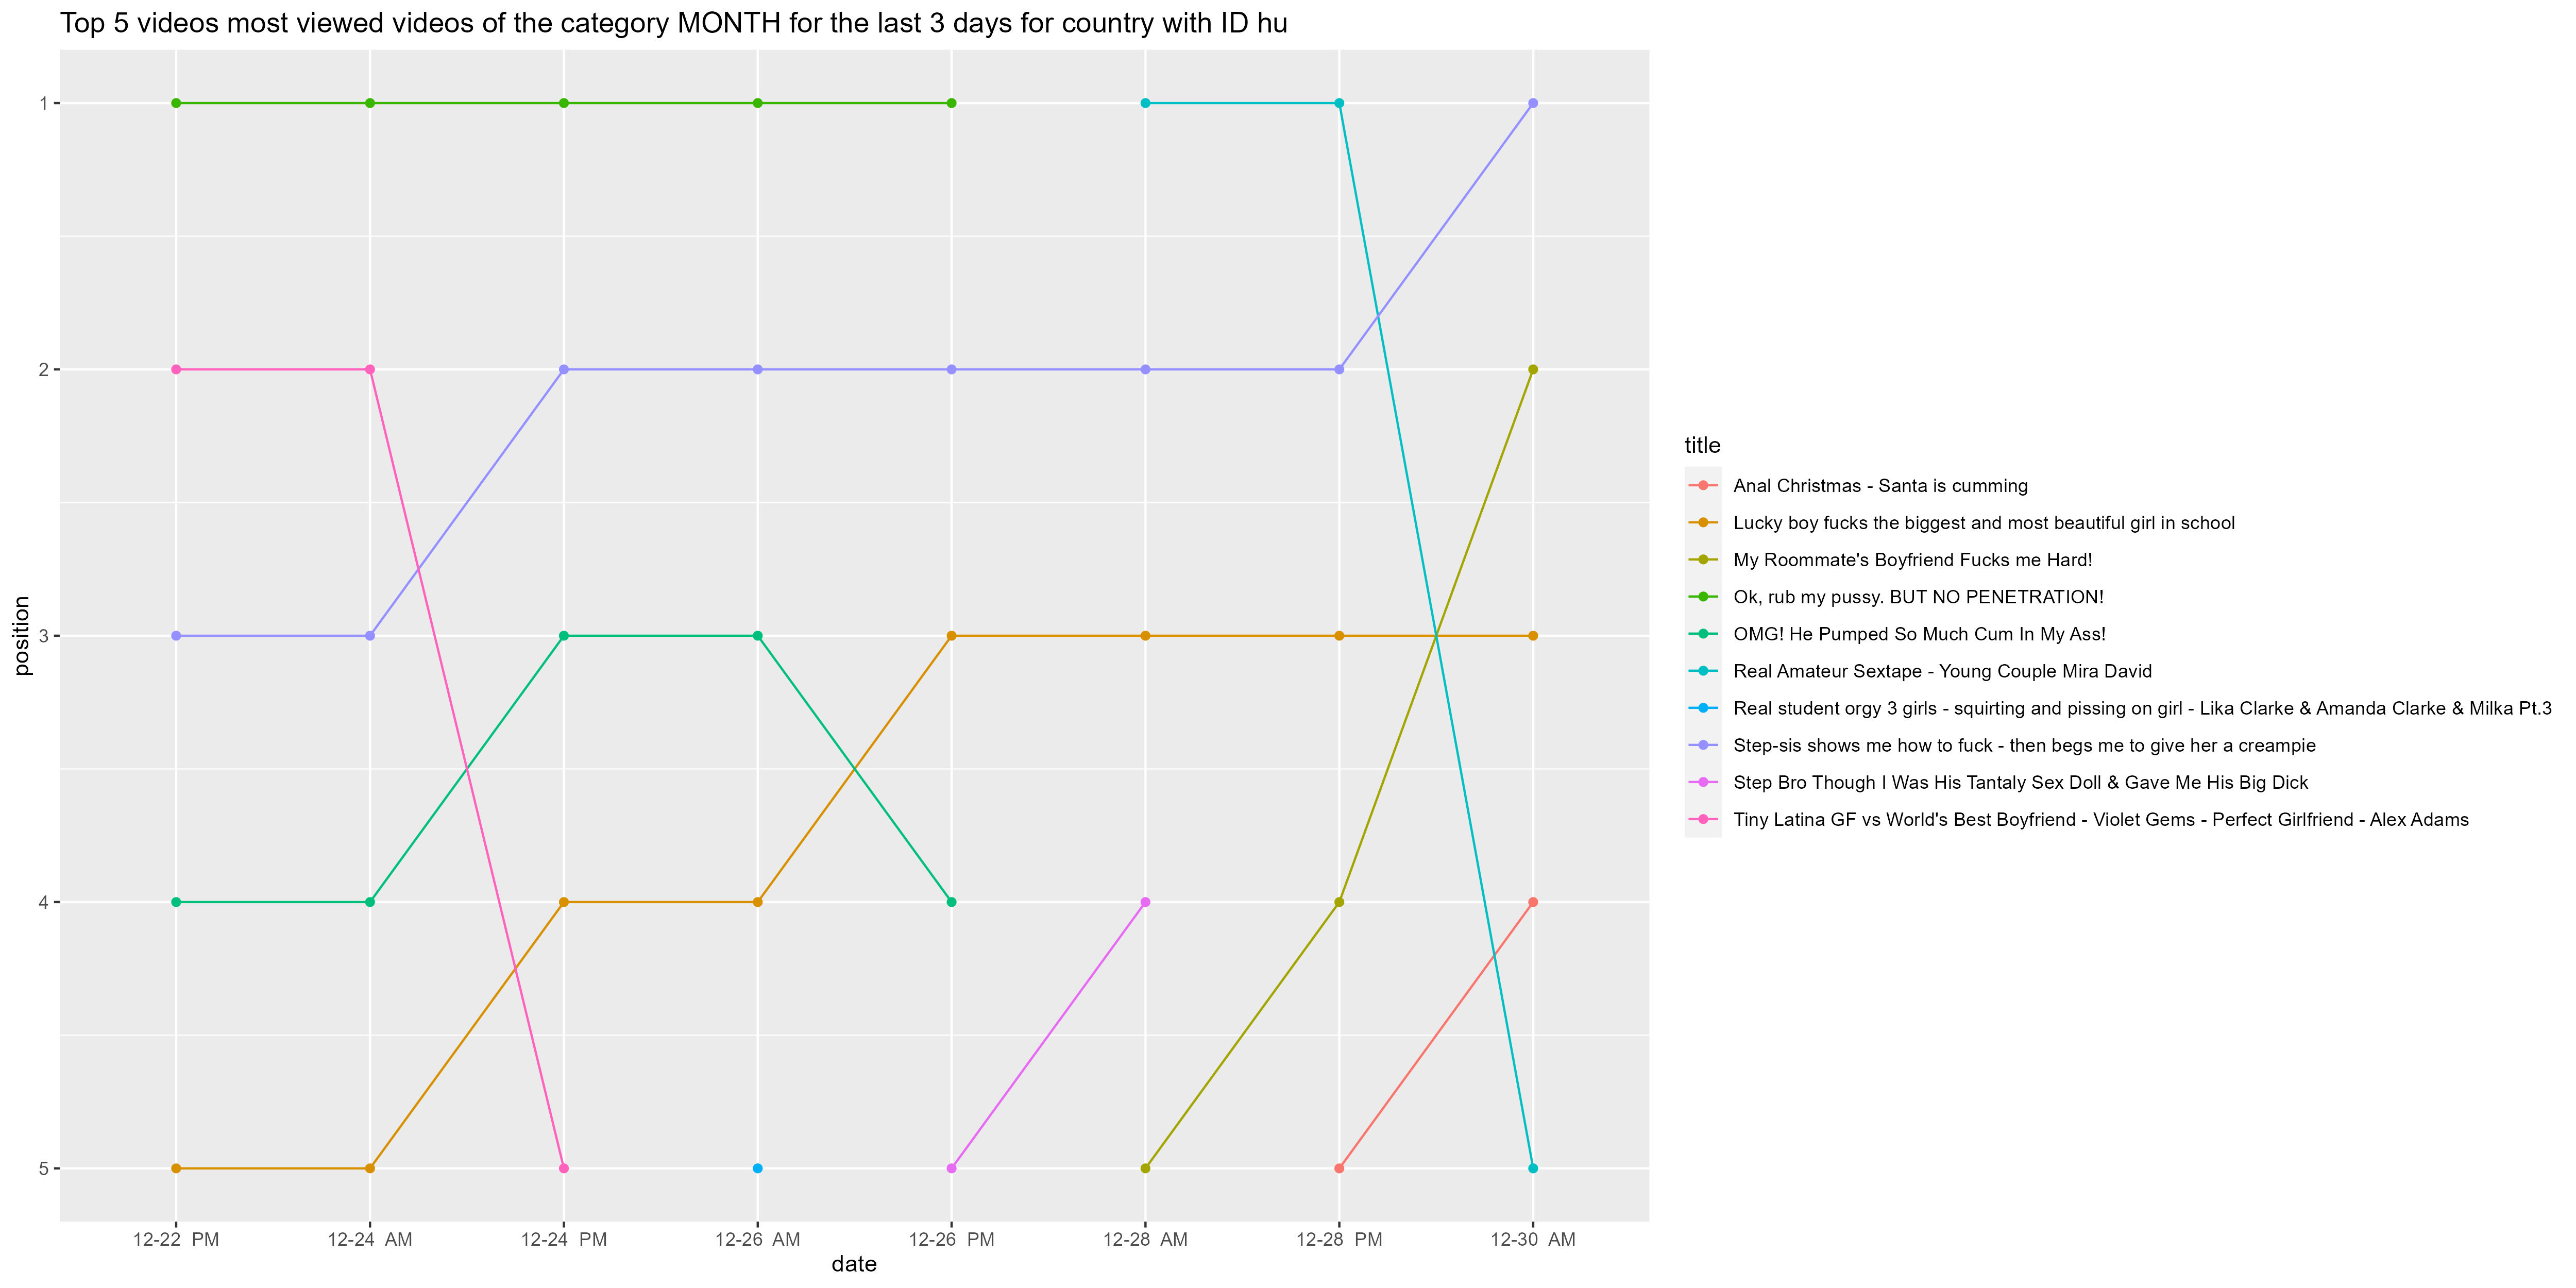 Top 5 videos most viewed videos of the category MONTH for the last 3 days for country with ID hu
position
1
2
3
4
5
12-22 PM
12-24 AM
12-24 PM
12-26 AM
12-26 PM
12-28 AM
12-28 PM
12-30 AM
date
title
Anal Christmas - Santa is cumming
Lucky boy fucks the biggest and most beautiful girl in school
My Roommate's Boyfriend Fucks me Hard!
Ok, rub my pussy. BUT NO PENETRATION!
OMG! He Pumped So Much Cum In My Ass!
Real Amateur Sextape - Young Couple Mira David
Real student orgy 3 girls - squirting and pissing on girl - Lika Clarke & Amanda Clarke & Milka Pt.3
Step-sis shows me how to fuck - then begs me to give her a creampie
Step Bro Though I Was His Tantaly Sex Doll & Gave Me His Big Dick
Tiny Latina GF vs World's Best Boyfriend - Violet Gems - Perfect Girlfriend - Alex Adams